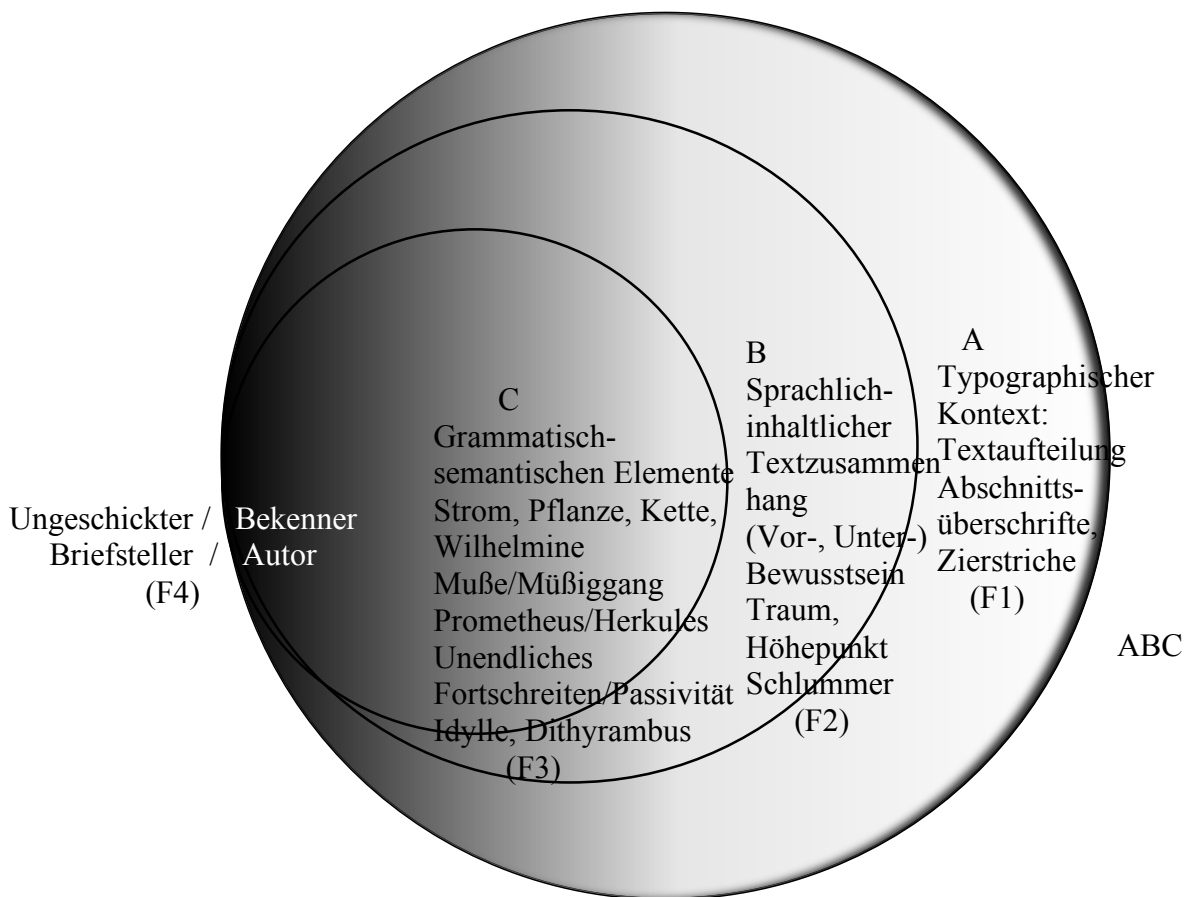 A
Typographischer
Kontext:
Textaufteilung
Abschnitts-
überschrifte,
Zierstriche
(F1)
B
Sprachlich-
inhaltlicher
Textzusammen
hang
(Vor-, Unter-)
Bewusstsein
Traum,
Höhepunkt
Schlummer
(F2)
C
Grammatisch-
semantischen Elemente
Strom, Pflanze, Kette,
Wilhelmine
Muße/Müßiggang
Prometheus/Herkules
Unendliches
Fortschreiten/Passivität
Idylle, Dithyrambus
(F3)
Ungeschickter / Bekenner
Briefsteller / Autor
(F4)
ABC